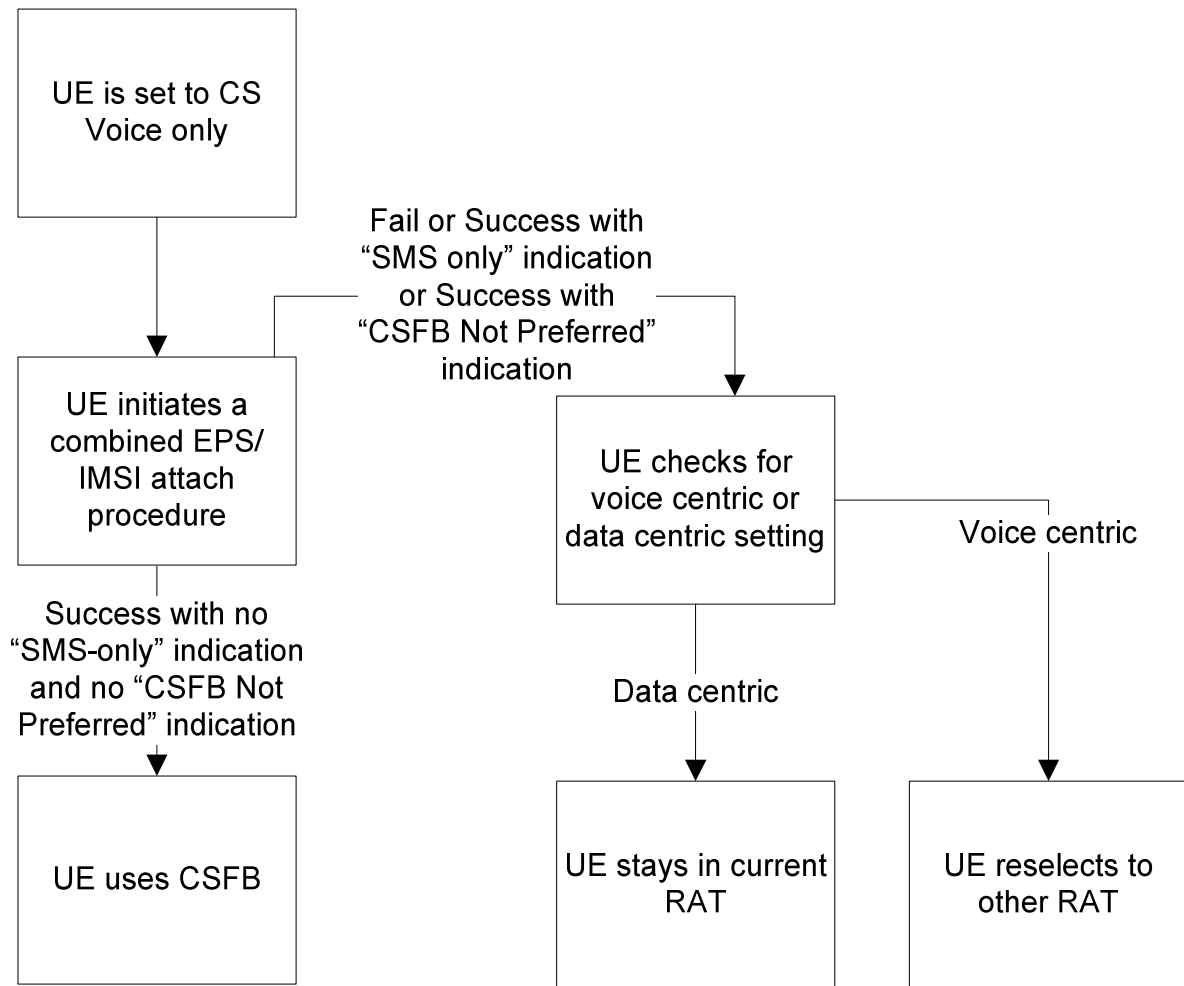 UE is set to CS
Voice only
Fail or Success with
“SMS only” indication
or Success with
“CSFB Not Preferred”
indication
UE initiates a
combined EPS/
IMSI attach
procedure
UE checks for
voice centric or
data centric setting
Voice centric
Success with no
“SMS-only” indication
and no “CSFB Not
Preferred” indication
Data centric
UE uses CSFB
UE stays in current
RAT
UE reselects to
other RAT